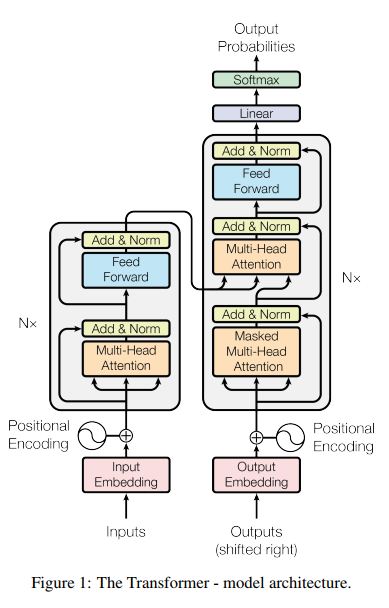 Output
Probabilities
Softmax
Linear
Add & Norm
Feed
Forward
Add & Norm
Multi-Head
Attention
Add & Norm
Masked
Multi-Head
Attention
Nx
Add & Norm
Feed
Forward
Nx
Add & Norm
Multi-Head
Attention
Positional
Encoding
Positional
Encoding
Input
Embedding
Output
Embedding
Inputs
Outputs
(shifted right)
Figure 1: The Transformer - model architecture.